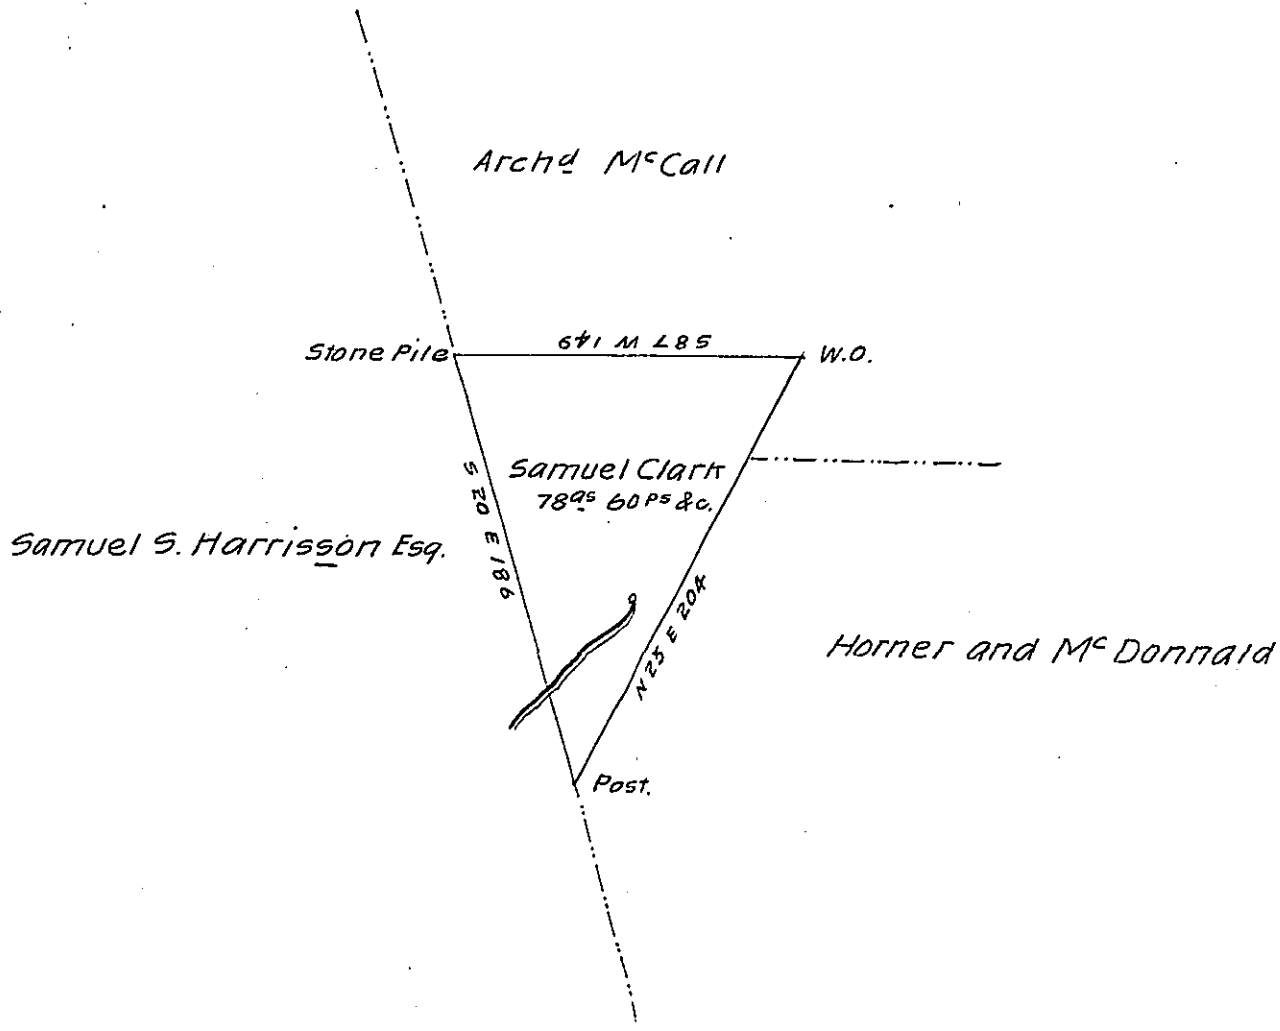 Archd McCall
S87 W 149
Stone Pile
W.O.
Samuel Clark
78as 60Ps &c.
S 20 E 186
Samuel S. Harrisson Esq.
N 25 E 204
Horner and McDonnald
Post.